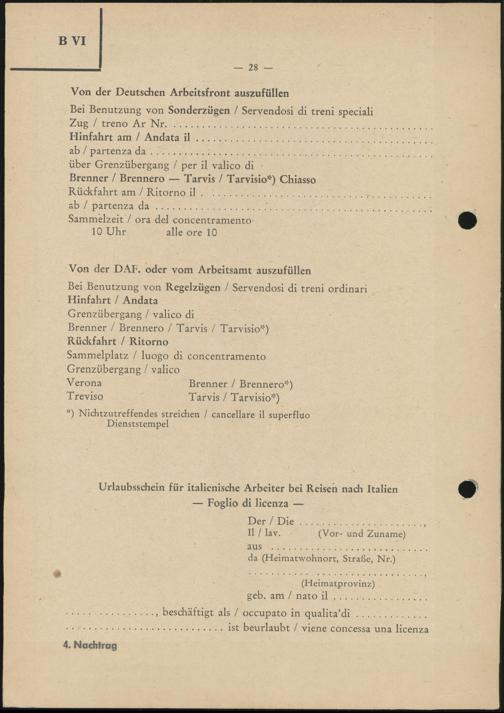 B VI
— 28 —
Von der Deutschen Arbeitsfront auszufüllen
Bei Benutzung von Sonderzügen / Servendosi di treni speciali
Zug / treno Ar Nr. . . . . . . . . . . . . . . . . . . . . . . . . . . . . . . . . . . . . .
Hinfahrt am / Andata il . . . . . . . . . . . . . . . . . . . . . . . . . . . . . . . . . .
ab / partenza da . . . . . . . . . . . . . . . . . . . . . . . . . . . . . . . . . . . . . . . .
über Grenzübergang / per il valico di
Brenner / Brennero — Tarvis / Tarvisio*) Chiasso
Rückfahrt am / Ritorno il . . . . . . . . . . . . . . . . . . . . . . . . . . . . . . . .
ab / partenza da . . . . . . . . . . . . . . . . . . . . . . . . . . . . . . . . . . . . . . . .
Sammelzeit / ora del concentramento
10 Uhr alle ore 10
Von der DAF. oder vom Arbeitsamt auszufüllen
Bei Benutzung von Regelzügen / Servendosi di treni ordinari
Hinfahrt / Andata
Grenzübergang / valico di
Brenner / Brennero / Tarvis / Tarvisio*)
Rückfahrt / Ritorno
Sammelplatz / luogo di concentramento
Grenzübergang / valico
Verona Brenner / Brennero*)
Treviso Tarvis / Tarvisio*)
*) Nichtzutreffendes streichen / cancellare il superfluo
Dienststempel
Urlaubsschein für italienische Arbeiter bei Reisen nach Italien
— Foglio di licenza —
Der / Die . . . . . . . . . . . . . . . . . . . . ,
Il / lav. (Vor- und Zuname)
aus . . . . . . . . . . . . . . . . . . . . . . . . . .
da (Heimatwohnort, Straße, Nr.)
. . . . . . . . . . . . . . . . . . . . . . . . . . . . ,
(Heimatprovinz)
geb. am / nato il . . . . . . . . . . . . . . .
. . . . . . . . . . . . . . , beschäftigt als / occupato in qualita'di . . . . . . . . . . . .
. . . . . . . . . . . . . . . . . . . . . . . . ist beurlaubt / viene concessa una licenza
4. Nachtrag